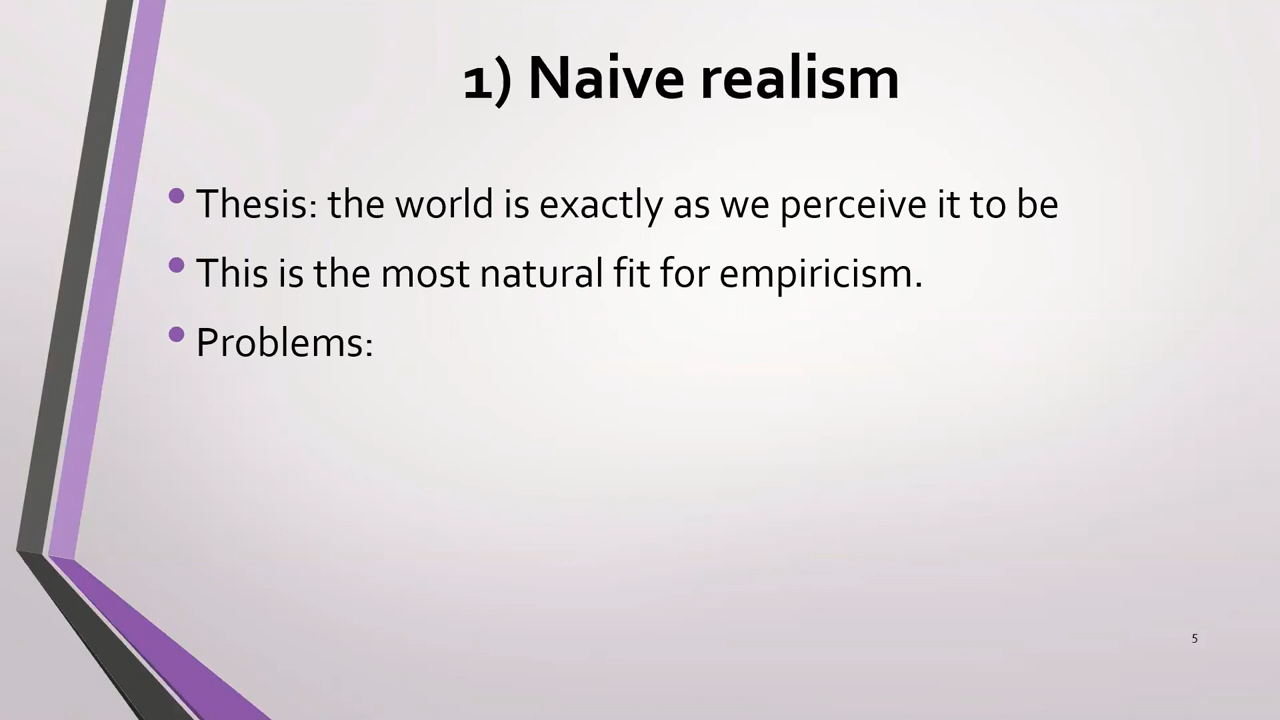 1) Naive realism
• Thesis: the world is exactly as we perceive it to be
• This is the most natural fit for empiricism.
• Problems:
5